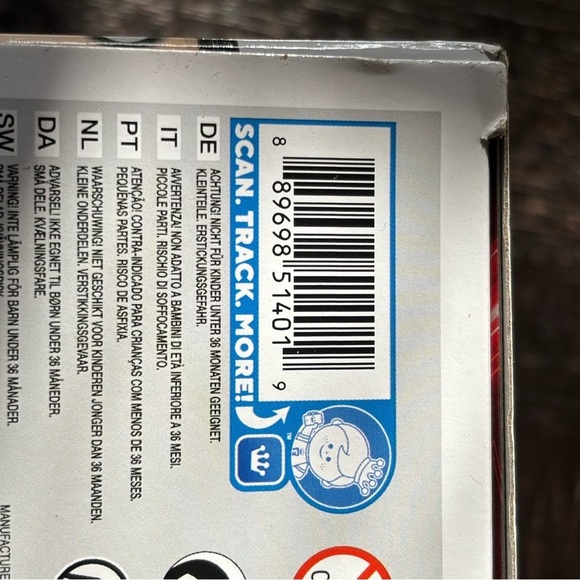 8 89698 51401 9
SCAN. TRACK. MORE!
™
DE
ACHTUNG! NICHT FÜR KINDER UNTER 36 MONATEN GEEIGNET.
KLEINTEILE. ERSTICKUNGSGEFAHR.
IT
AVVERTENZA! NON ADATTO A BAMBINI DI ETÀ INFERIORE A 36 MESI.
PICCOLE PARTI. RISCHIO DI SOFFOCAMENTO.
PT
ATENÇÃO! CONTRA-INDICADO PARA CRIANÇAS COM MENOS DE 36 MESES.
PEQUENAS PARTES. RISCO DE ASFIXIA.
NL
WAARSCHUWING! NIET GESCHIKT VOOR KINDEREN JONGER DAN 36 MAANDEN.
KLEINE ONDERDELEN. VERSTIKKINGSGEVAAR.
DA
ADVARSEL! IKKE EGNET TIL BØRN UNDER 36 MÅNEDER.
SMÅ DELE. KVÆLNINGSFARE.
SW
VARNING! INTE LÄMPLIG FÖR BARN UNDER 36 MÅNADER.
MANUFACTURE